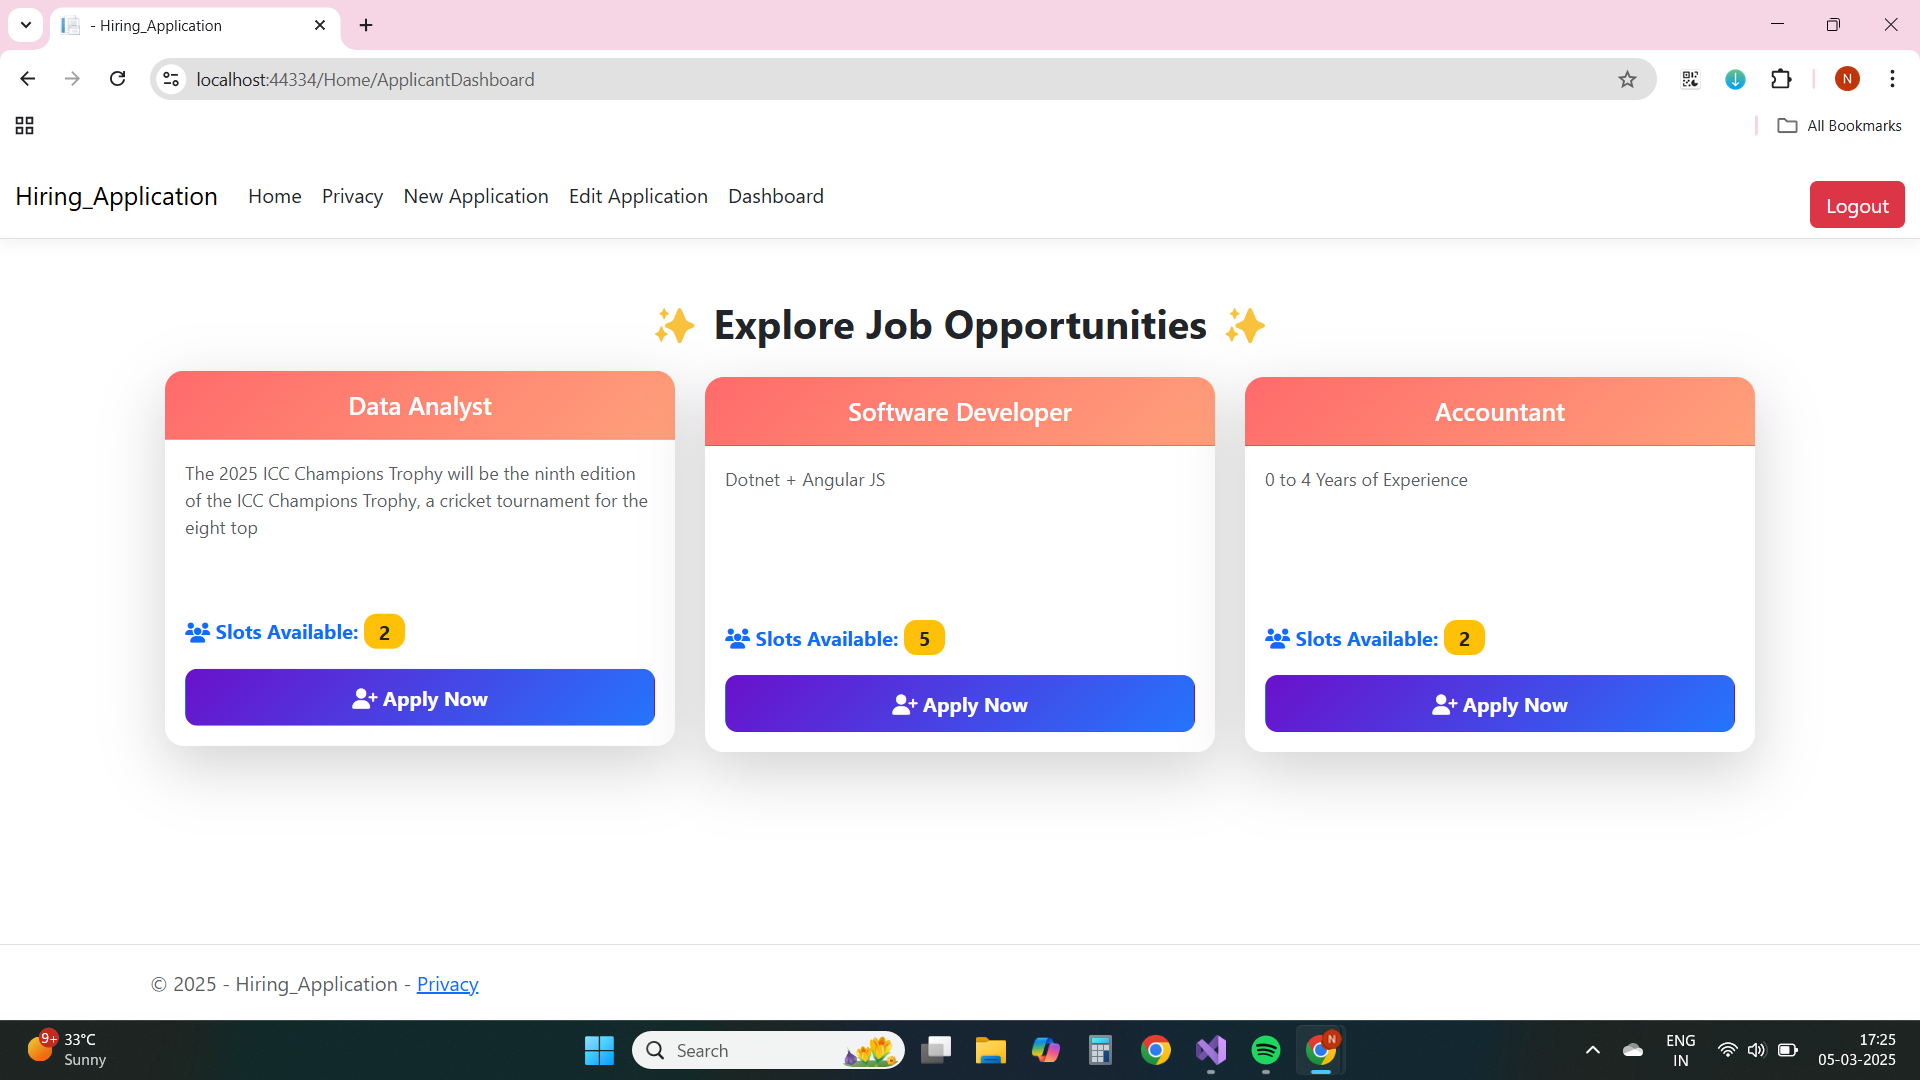 - Hiring_Application
localhost:44334/Home/ApplicantDashboard
N
All Bookmarks
Hiring_Application Home Privacy New Application Edit Application Dashboard Logout
✨ Explore Job Opportunities ✨
Data Analyst
The 2025 ICC Champions Trophy will be the ninth edition
of the ICC Champions Trophy, a cricket tournament for the
eight top
Slots Available: 2
Apply Now
Software Developer
Dotnet + Angular JS
Slots Available: 5
Apply Now
Accountant
0 to 4 Years of Experience
Slots Available: 2
Apply Now
© 2025 - Hiring_Application - Privacy
9+
33°C
Sunny
Search
N
ENG
IN
17:25
05-03-2025